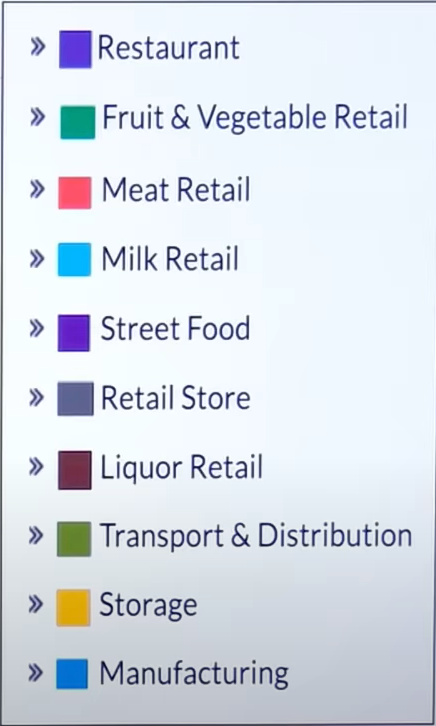 » Restaurant
» Fruit & Vegetable Retail
» Meat Retail
» Milk Retail
» Street Food
» Retail Store
» Liquor Retail
» Transport & Distribution
» Storage
» Manufacturing